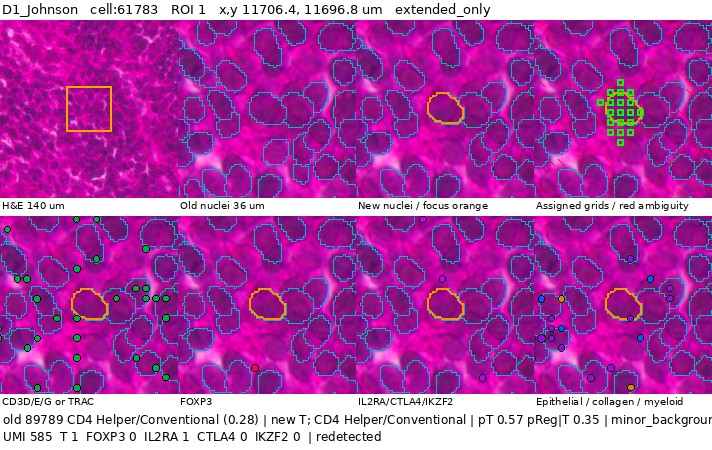 D1_Johnson cell:61783 ROI 1 x,y 11706.4, 11696.8 um extended_only
H&E 140 um
Old nuclei 36 um
New nuclei / focus orange
Assigned grids / red ambiguity
CD3D/E/G or TRAC
FOXP3
IL2RA/CTLA4/IKZF2
Epithelial / collagen / myeloid
old 89789 CD4 Helper/Conventional (0.28) | new T; CD4 Helper/Conventional | pT 0.57 pReg|T 0.35 | minor_backgrour
UMI 585 T 1 FOXP3 0 IL2RA 1 CTLA4 0 IKZF2 0 | redetected